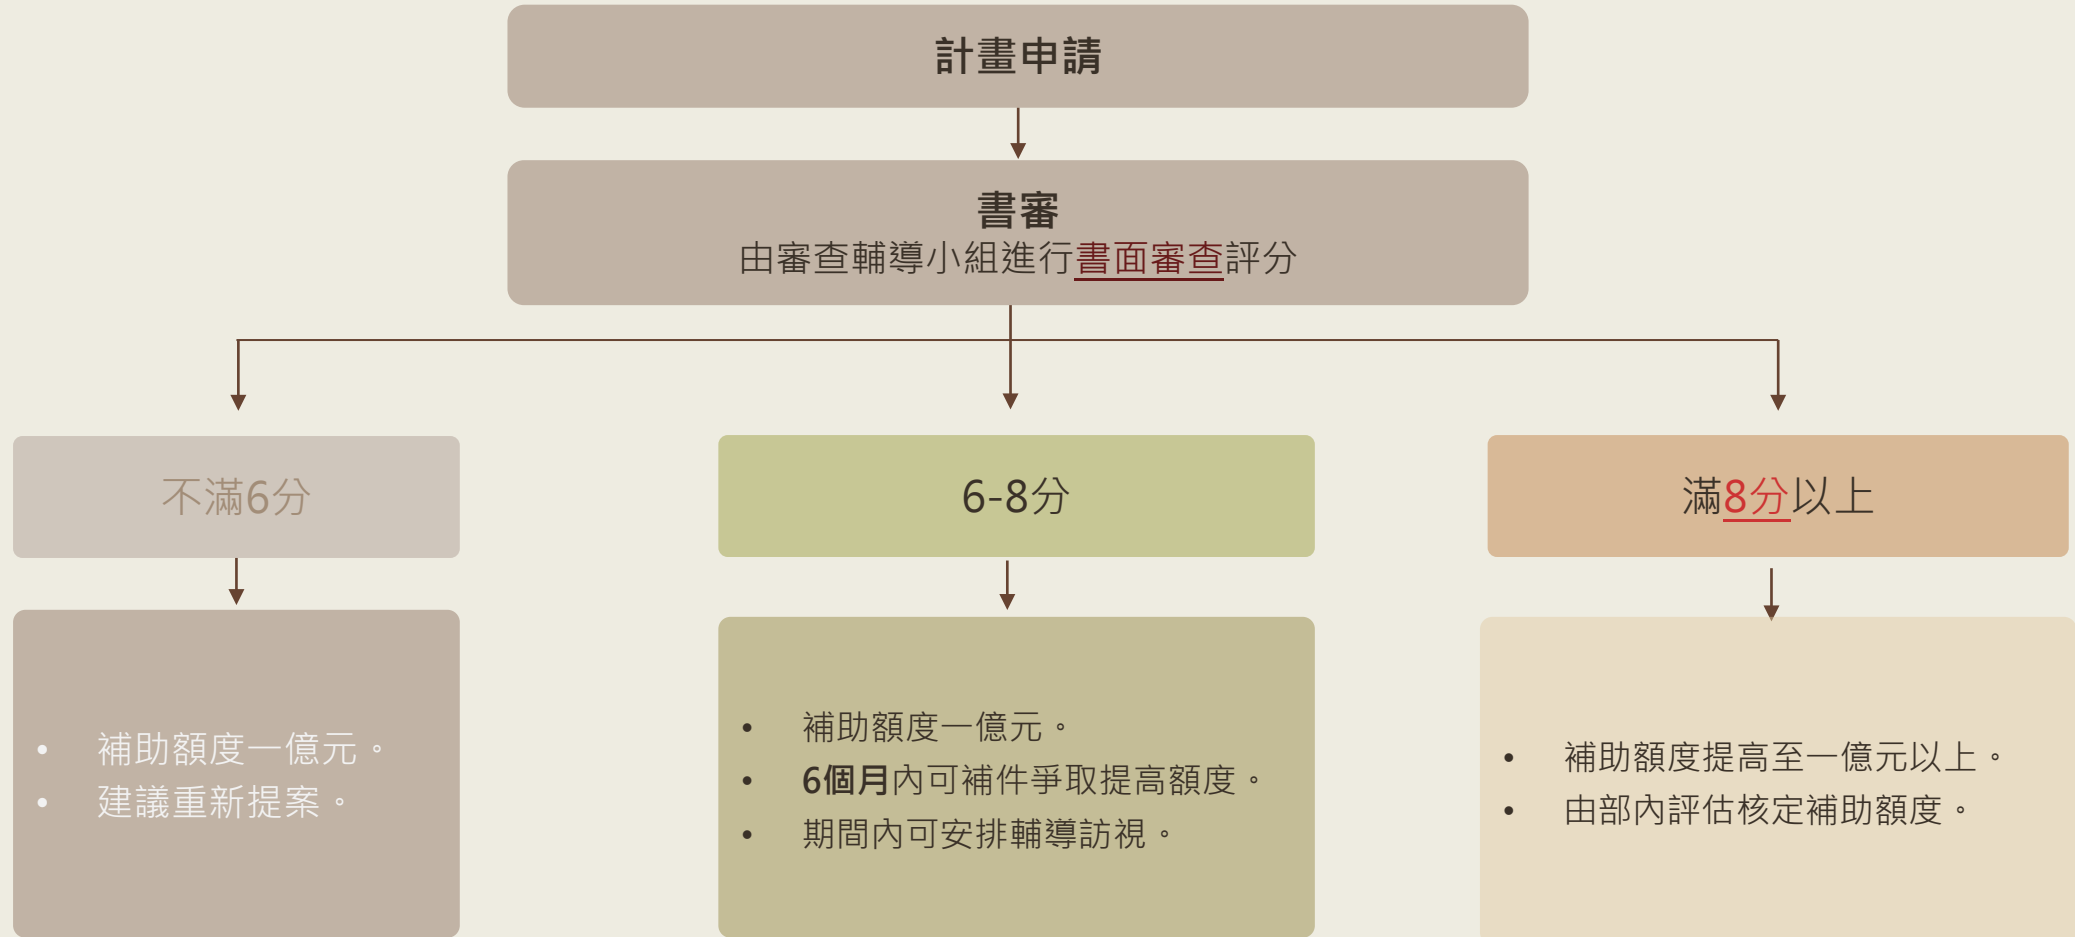 計畫申請
書審
由審查輔導小組進行書面審查評分
不滿6分
6-8分
滿8分以上
• 補助額度一億元。
• 建議重新提案。
• 補助額度一億元。
• 6個月內可補件爭取提高額度。
• 期間內可安排輔導訪視。
• 補助額度提高至一億元以上。
• 由部內評估核定補助額度。